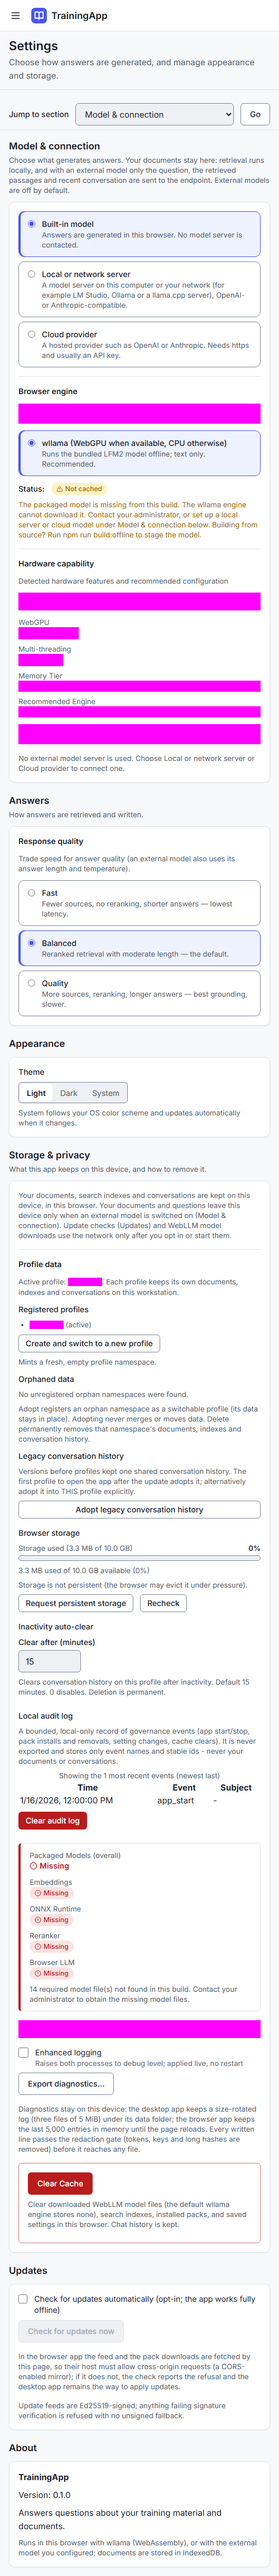 TrainingApp
Settings
Choose how answers are generated, and manage appearance
and storage.
Jump to section
Model & connection
Go
Model & connection
Choose what generates answers. Your documents stay here: retrieval runs
locally, and with an external model only the question, the retrieved
passages and recent conversation are sent to the endpoint. External models
are off by default.
Built-in model
Answers are generated in this browser. No model server is
contacted.
Local or network server
A model server on this computer or your network (for
example LM Studio, Ollama or a llama.cpp server), OpenAI-
or Anthropic-compatible.
Cloud provider
A hosted provider such as OpenAI or Anthropic. Needs https
and usually an API key.
Browser engine
wllama (WebGPU when available, CPU otherwise)
Runs the bundled LFM2 model offline; text only.
Recommended.
Status:
Not cached
The packaged model is missing from this build. The wllama engine
cannot download it. Contact your administrator, or set up a local
server or cloud model under Model & connection below. Building from
source? Run npm run build:offline to stage the model.
Hardware capability
Detected hardware features and recommended configuration
WebGPU
Multi-threading
Memory Tier
Recommended Engine
No external model server is used. Choose Local or network server or
Cloud provider to connect one.
Answers
How answers are retrieved and written.
Response quality
Trade speed for answer quality (an external model also uses its
answer length and temperature).
Fast
Fewer sources, no reranking, shorter answers — lowest
latency.
Balanced
Reranked retrieval with moderate length — the default.
Quality
More sources, reranking, longer answers — best grounding,
slower.
Appearance
Theme
Light
Dark
System
System follows your OS color scheme and updates automatically
when it changes.
Storage & privacy
What this app keeps on this device, and how to remove it.
Your documents, search indexes and conversations are kept on this
device, in this browser. Your documents and questions leave this
device only when an external model is switched on (Model &
connection). Update checks (Updates) and WebLLM model
downloads use the network only after you opt in or start them.
Profile data
Active profile:
. Each profile keeps its own documents,
indexes and conversations on this workstation.
Registered profiles
• (active)
Create and switch to a new profile
Mints a fresh, empty profile namespace.
Orphaned data
No unregistered orphan namespaces were found.
Adopt registers an orphan namespace as a switchable profile (its data
stays in place). Adopting never merges or moves data. Delete
permanently removes that namespace's documents, indexes and
conversation history.
Legacy conversation history
Versions before profiles kept one shared conversation history. The
first profile to open the app after the update adopts it; alternatively
adopt it into THIS profile explicitly.
Adopt legacy conversation history
Browser storage
Storage used (3.3 MB of 10.0 GB)
0%
3.3 MB used of 10.0 GB available (0%)
Storage is not persistent (the browser may evict it under pressure).
Request persistent storage
Recheck
Inactivity auto-clear
Clear after (minutes)
15
Clears conversation history on this profile after inactivity. Default 15
minutes. 0 disables. Deletion is permanent.
Local audit log
A bounded, local-only record of governance events (app start/stop,
pack installs and removals, setting changes, cache clears). It is never
exported and stores only event names and stable ids - never your
documents or conversations.
Showing the 1 most recent events (newest last)
Time
Event
Subject
1/16/2026, 12:00:00 PM
app_start
-
Clear audit log
Packaged Models (overall)
Missing
Embeddings
Missing
ONNX Runtime
Missing
Reranker
Missing
Browser LLM
Missing
14 required model file(s) not found in this build. Contact your
administrator to obtain the missing model files.
Enhanced logging
Raises both processes to debug level; applied live, no restart
Export diagnostics...
Diagnostics stay on this device: the desktop app keeps a size-rotated
log (three files of 5 MiB) under its data folder; the browser app keeps
the last 5,000 entries in memory until the page reloads. Every written
line passes the redaction gate (tokens, keys and long hashes are
removed) before it reaches any file.
Clear Cache
Clear downloaded WebLLM model files (the default wllama
engine stores none), search indexes, installed packs, and saved
settings in this browser. Chat history is kept.
Updates
Check for updates automatically (opt-in; the app works fully
offline)
Check for updates now
In the browser app the feed and the pack downloads are fetched by
this page, so their host must allow cross-origin requests (a CORS-
enabled mirror); if it does not, the check reports the refusal and the
desktop app remains the way to apply updates.
Update feeds are Ed25519-signed; anything failing signature
verification is refused with no unsigned fallback.
About
TrainingApp
Version: 0.1.0
Answers questions about your training material and
documents.
Runs in this browser with wllama (WebAssembly), or with the external
model you configured; documents are stored in IndexedDB.